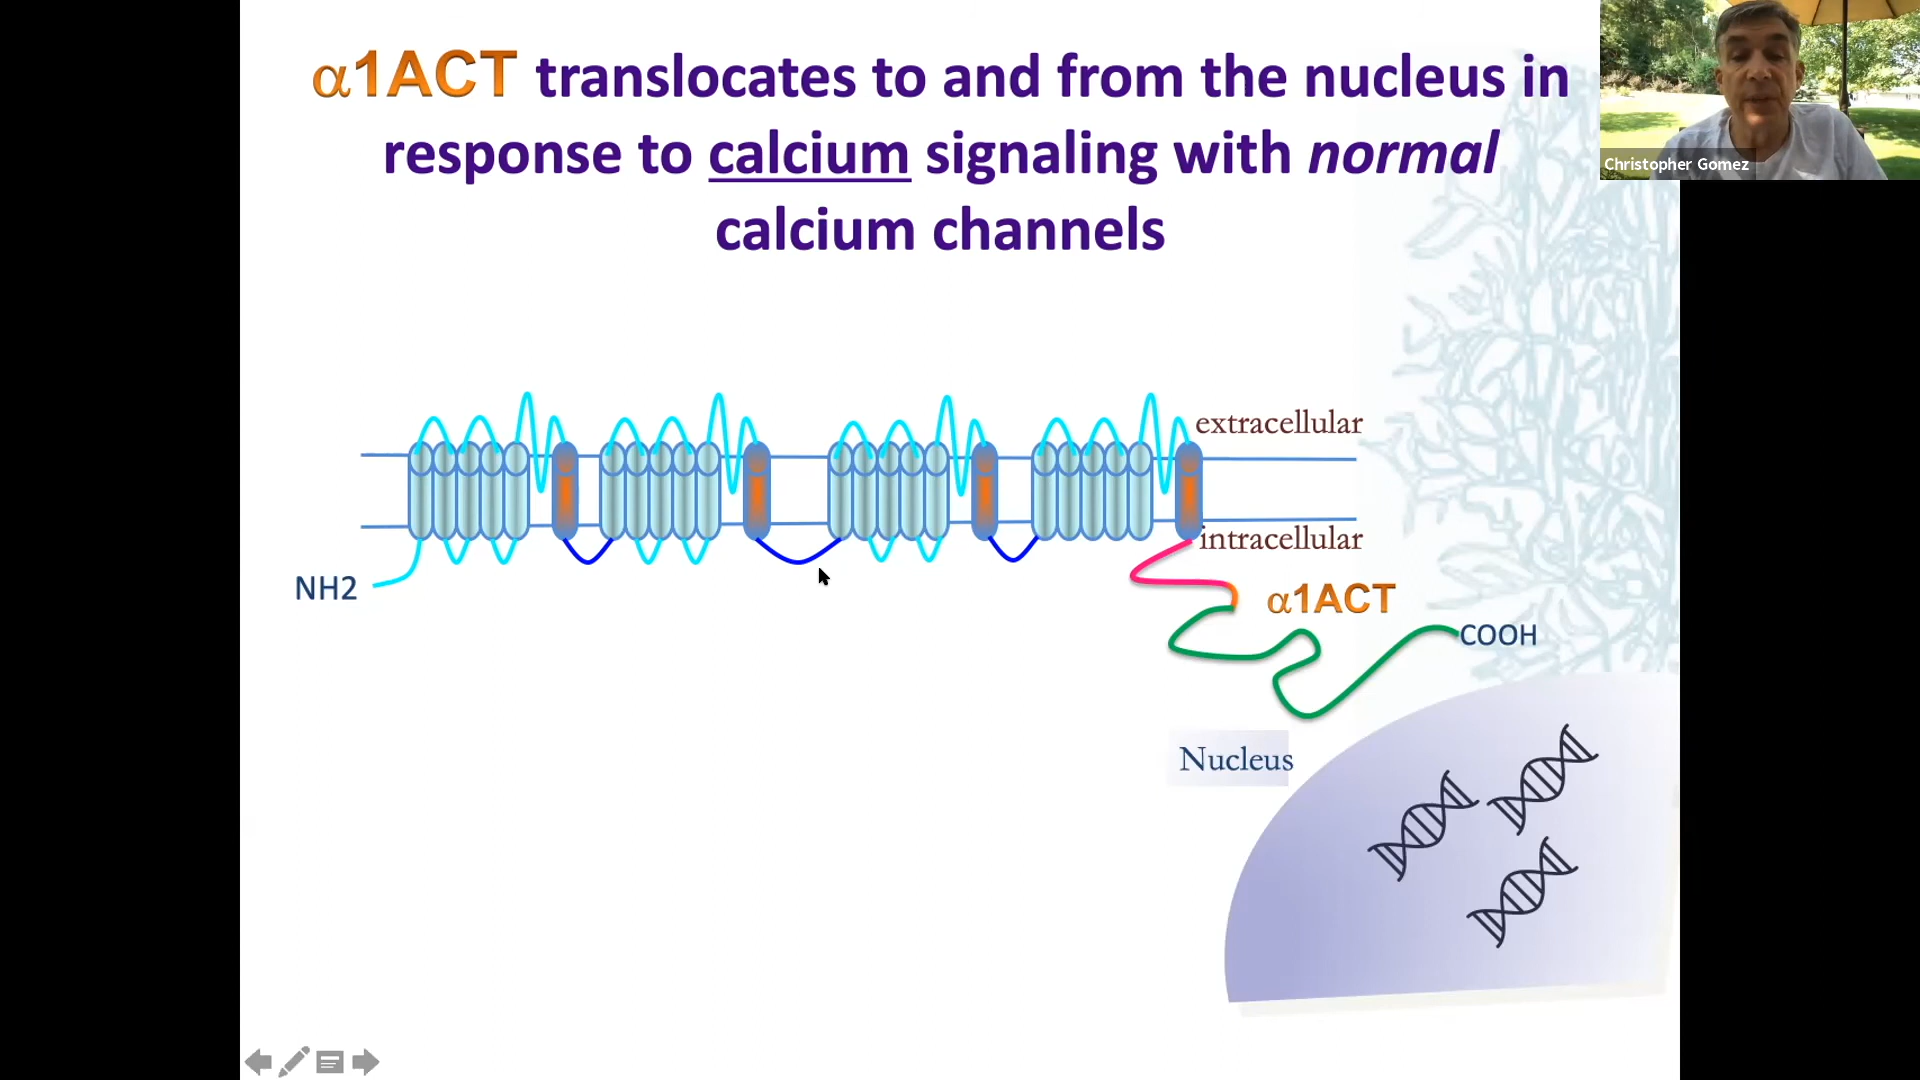 α1ACT translocates to and from the nucleus in
response to calcium signaling with normal
calcium channels
Christopher Gomez
extracellular
intracellular
NH2
α1ACT
COOH
Nucleus